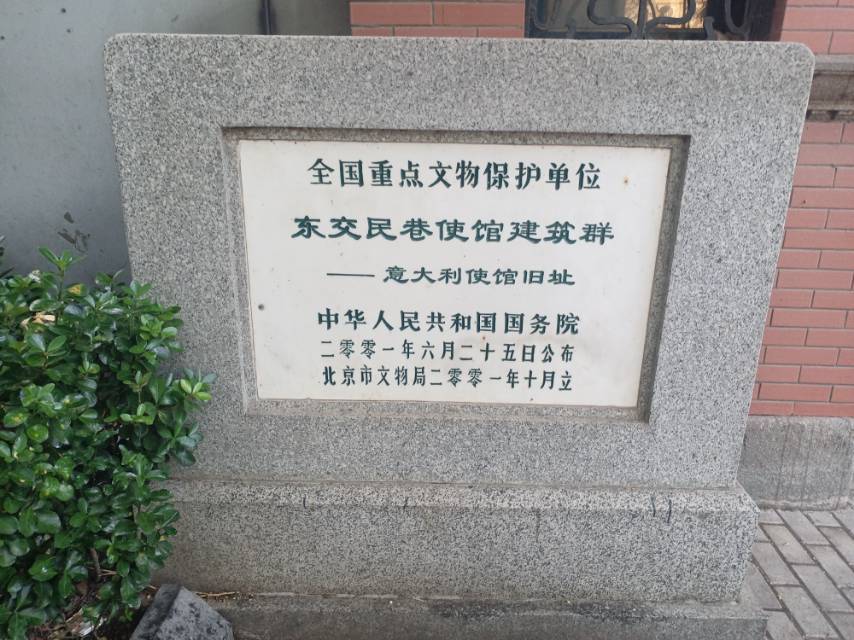 全国重点文物保护单位
东交民巷使馆建筑群
——意大利使馆旧址
中华人民共和国国务院
二零零一年六月二十五日公布
北京市文物局二零零一年十月立